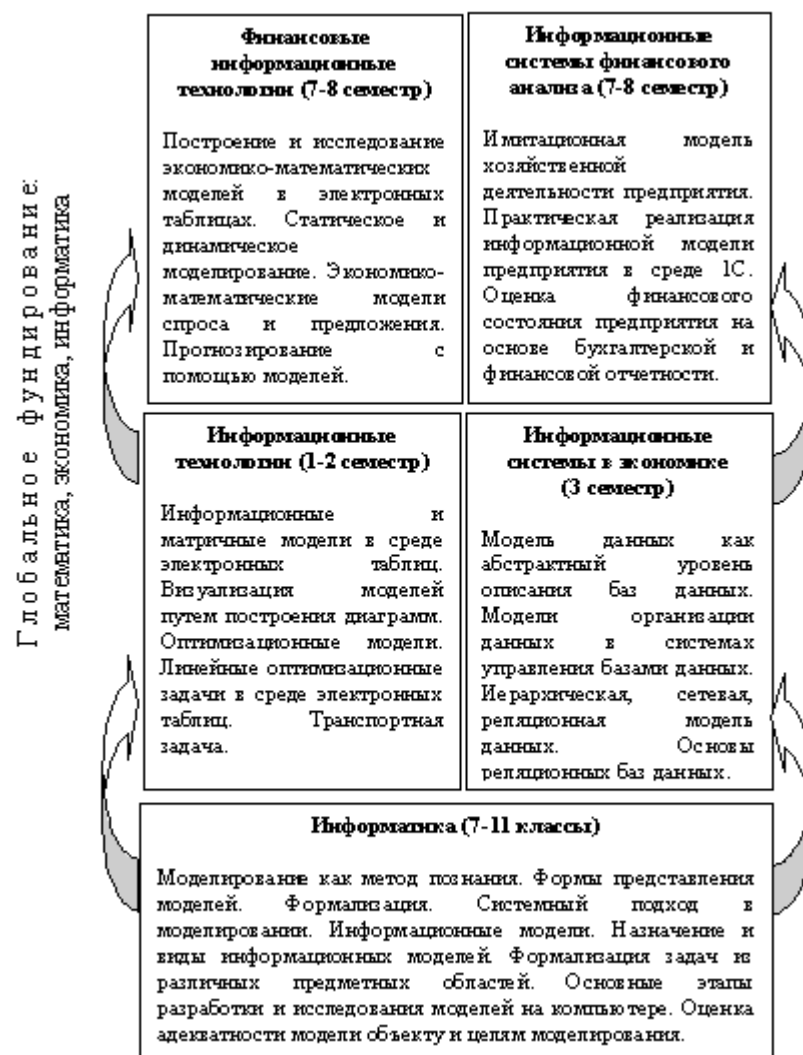 Глобальное фундирование:
математика, экономика, информатика
Финансовые
информационные
технологии (7-8 семестр)
Построение и исследование
экономико-математических
моделей в электронных
таблицах. Статическое и
динамическое
моделирование. Экономико-
математические модели
спроса и предложения.
Прогнозирование с
помощью моделей.
Информационные
системы финансового
анализа (7-8 семестр)
Имитационная модель
хозяйственной
деятельности предприятия.
Практическая реализация
информационной модели
предприятия в среде 1С.
Оценка финансового
состояния предприятия на
основе бухгалтерской и
финансовой отчетности.
Информационные
технологии (1-2 семестр)
Информационные и
матричные модели в среде
электронных таблиц.
Визуализация моделей
путем построения диаграмм.
Оптимизационные модели.
Линейные оптимизационные
задачи в среде электронных
таблиц. Транспортная
задача.
Информационные
системы в экономике
(3 семестр)
Модель данных как
абстрактный уровень
описания баз данных.
Модели организации
данных в системах
управления базами данных.
Иерархическая, сетевая,
реляционная модель
данных. Основы
реляционных баз данных.
Информатика (7-11 классы)
Моделирование как метод познания. Формы представления
моделей. Формализация. Системный подход в
моделировании. Информационные модели. Назначение и
виды информационных моделей. Формализация задач из
различных предметных областей. Основные этапы
разработки и исследования моделей на компьютере. Оценка
адекватности модели объекту и целям моделирования.